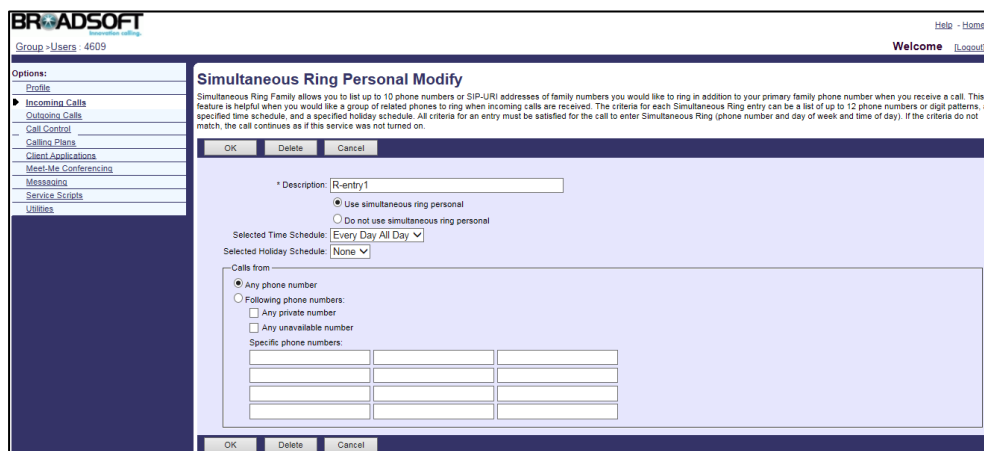 BROADSOFT
innovation calling.
Help - Home
Group >Users : 4609
Welcome [Logout]
Options:
Profile
Incoming Calls
Outgoing Calls
Call Control
Calling Plans
Client Applications
Meet-Me Conferencing
Messaging
Service Scripts
Utilities
Simultaneous Ring Personal Modify
Simultaneous Ring Family allows you to list up to 10 phone numbers or SIP-URI addresses of family numbers you would like to ring in addition to your primary family phone number when you receive a call. This
feature is helpful when you would like a group of related phones to ring when incoming calls are received. The criteria for each Simultaneous Ring entry can be a list of up to 12 phone numbers or digit patterns, a
specified time schedule, and a specified holiday schedule. All criteria for an entry must be satisfied for the call to enter Simultaneous Ring (phone number and day of week and time of day). If the criteria do not
match, the call continues as if this service was not turned on.
OK Delete Cancel
* Description: R-entry1
Use simultaneous ring personal
Do not use simultaneous ring personal
Selected Time Schedule: Every Day All Day
Selected Holiday Schedule: None
Calls from
Any phone number
Following phone numbers:
Any private number
Any unavailable number
Specific phone numbers:
OK Delete Cancel